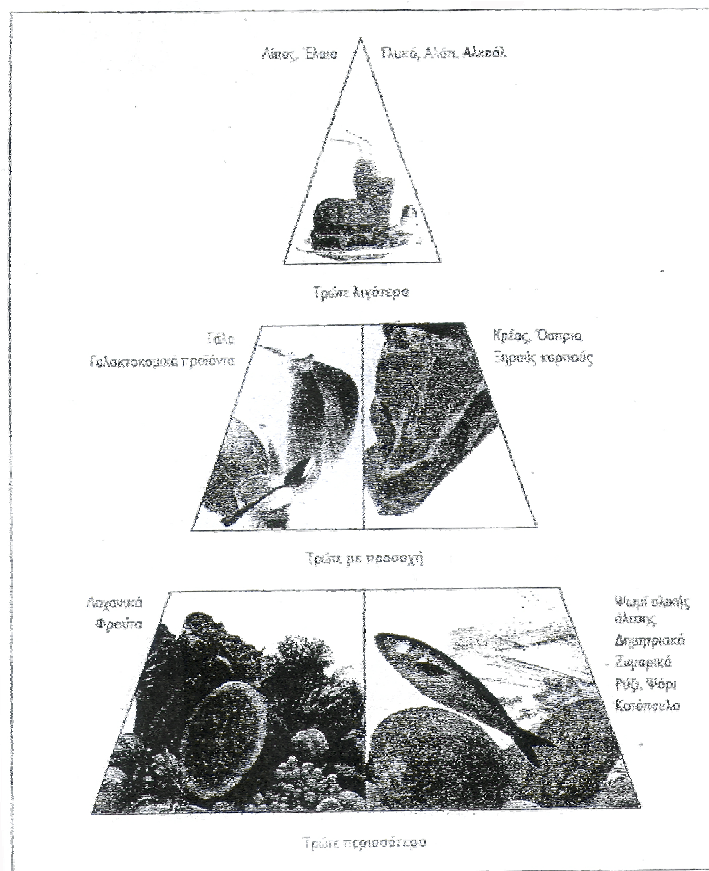 Λίπος, Έλαια
Γλυκά, Αλάτι, Αλκοόλ
Τρώτε λιγότερο
Γάλα
Γαλακτοκομικά προϊόντα
Κρέας, Όσπρια
Ξηρούς καρπούς
Τρώτε με προσοχή
Λαχανικά
Φρούτα
Ψωμί ολικής
άλεσης
Δημητριακά
Ζυμαρικά
Ρύζι, Ψάρι
Κοτόπουλο
Τρώτε περισσότερο